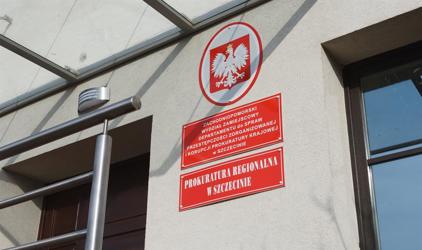 ZACHODNIOPOMORSKI
WYDZIAŁ ZAMIEJSCOWY
DEPARTAMENTU do SPRAW
PRZESTĘPCZOŚCI ZORGANIZOWANEJ
i KORUPCJI PROKURATURY KRAJOWEJ
w SZCZECINIE
PROKURATURA REGIONALNA
W SZCZECINIE